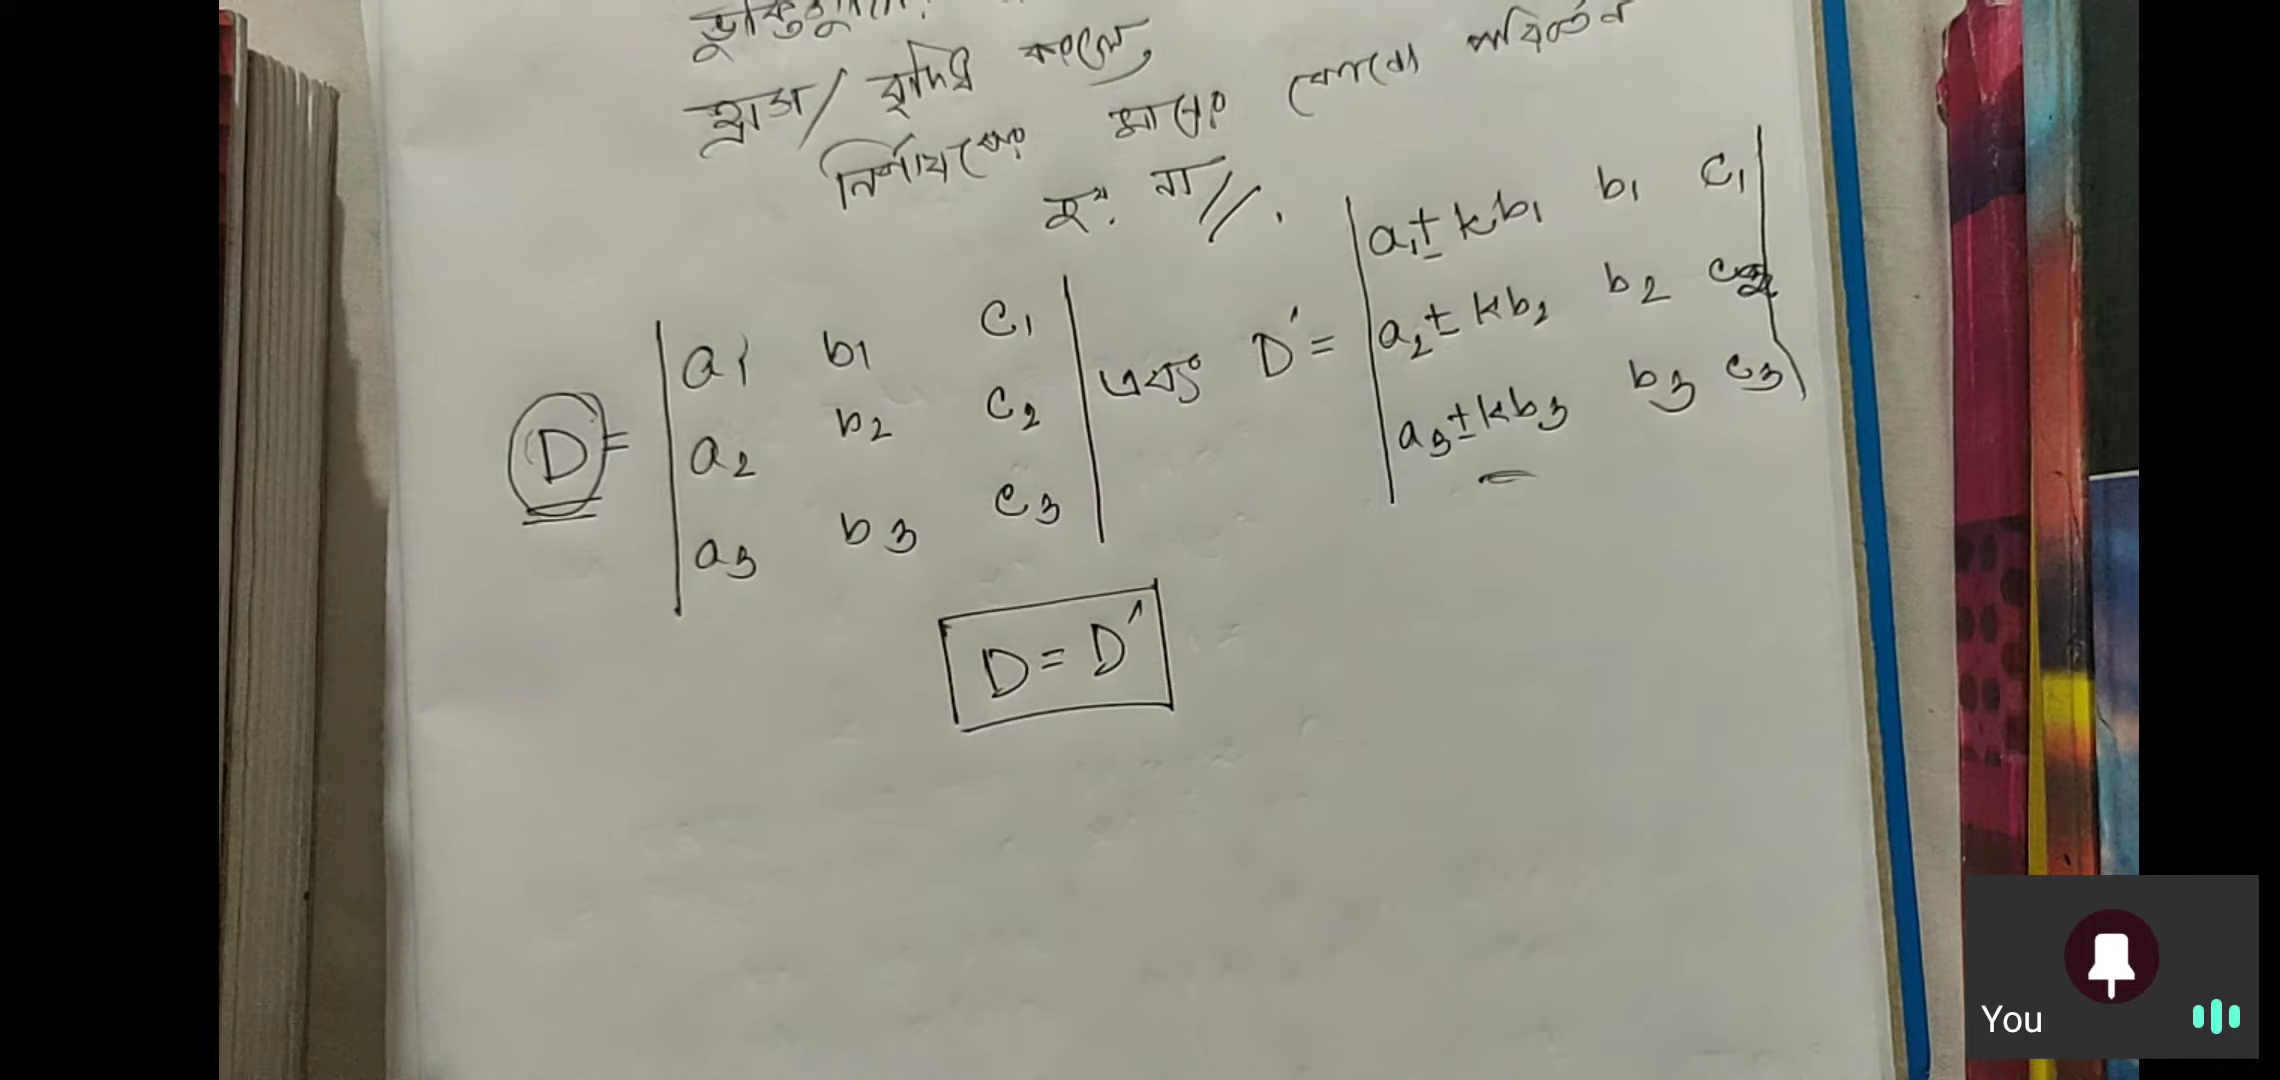 হ্রাস/ বৃদ্ধি করলে,
নির্ণায়কের মানের কোনো পরিবর্তন
হয় না//.
D = | a1 b1 c1 | এবং D′ = | a1 ± kb1 b1 c1 |
| a2 b2 c2 | | a2 ± kb2 b2 c2 |
| a3 b3 c3 | | a3 ± kb3 b3 c3 |
D = D′
You